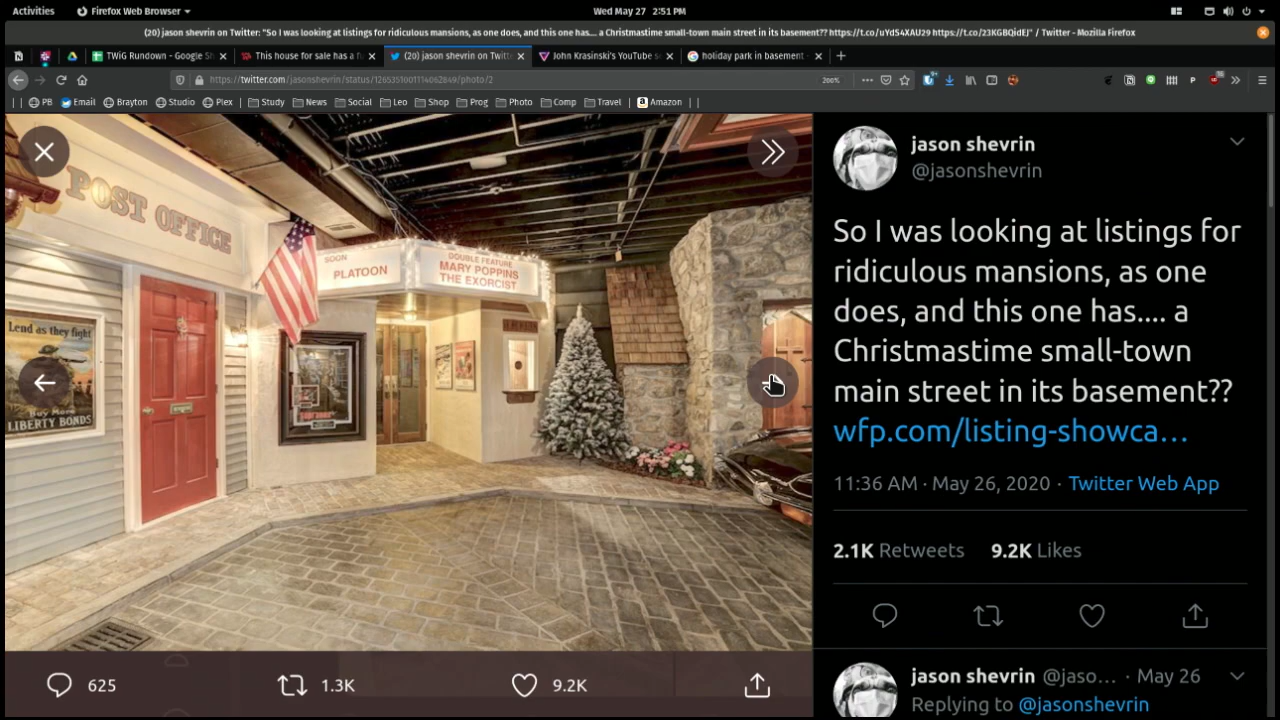 Activities
Firefox Web Browser
Wed May 27 2:51 PM
(20) jason shevrin on Twitter: "So I was looking at listings for ridiculous mansions, as one does, and this one has.... a Christmastime small-town main street in its basement?? https://t.co/uYdS4XAU29 https://t.co/z3KGBQidEJ" / Twitter - Mozilla Firefox
TWiG Rundown - Google Sh
This house for sale has a fu
(20) jason shevrin on Twitt
John Krasinski's YouTube s
holiday park in basement -
https://twitter.com/jasonshevrin/status/1265351001114062849/photo/2
200%
PB
Email
Brayton
Studio
Plex
Study
News
Social
Leo
Shop
Prog
Photo
Comp
Travel
Amazon
POST OFFICE
Lend as they fight
Buy More
LIBERTY BONDS
SOON
PLATOON
DOUBLE FEATURE
MARY POPPINS
THE EXORCIST
jason shevrin
@jasonshevrin
So I was looking at listings for
ridiculous mansions, as one
does, and this one has.... a
Christmastime small-town
main street in its basement??
wfp.com/listing-showca…
11:36 AM · May 26, 2020 · Twitter Web App
2.1K Retweets 9.2K Likes
625
1.3K
9.2K
jason shevrin @jaso… · May 26
Replying to @jasonshevrin